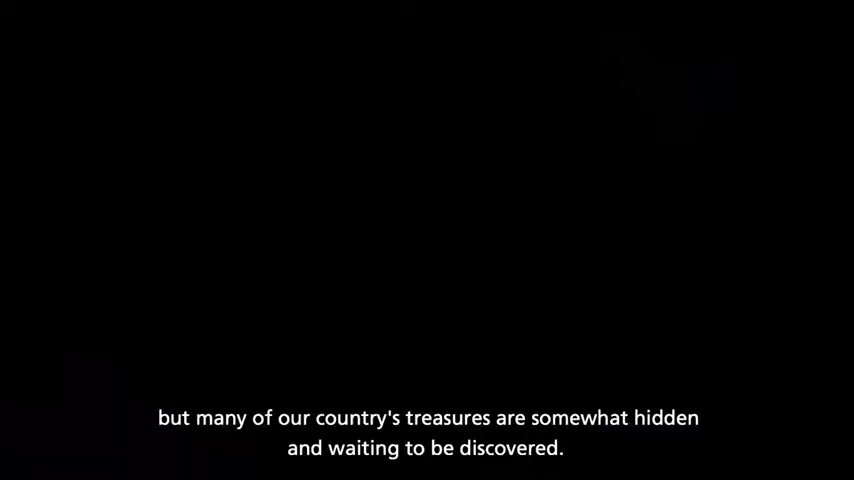 but many of our country's treasures are somewhat hidden
and waiting to be discovered.